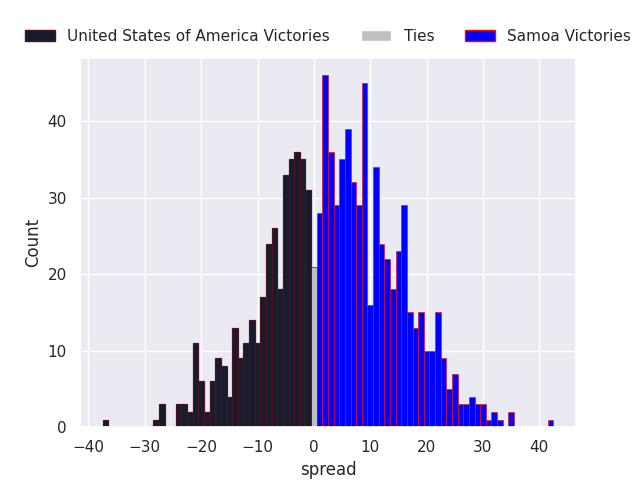 United States of America Victories Ties Samoa Victories
Count
40
30
20
10
0
−40 −30 −20 −10 0 10 20 30 40
spread